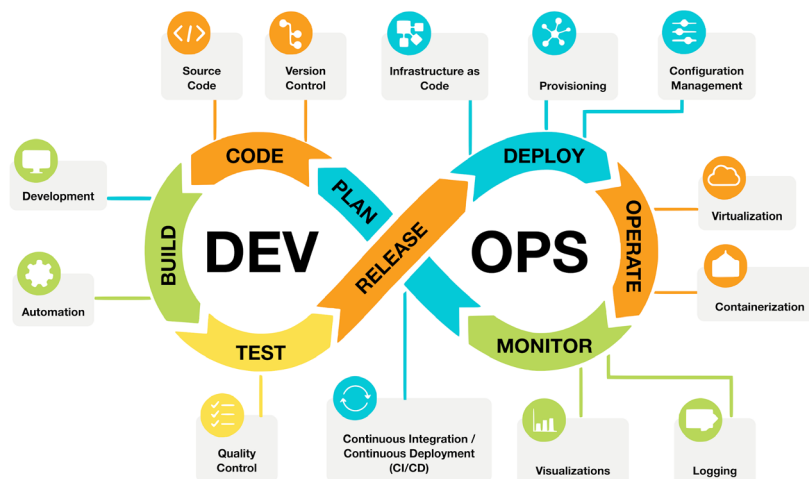 Source
Code
Version
Control
Infrastructure as
Code
Provisioning
Configuration
Management
CODE
PLAN
DEPLOY
Development
BUILD
DEV
RELEASE
OPS
OPERATE
Virtualization
Automation
Containerization
TEST
MONITOR
Quality
Control
Continuous Integration /
Continuous Deployment
(CI/CD)
Visualizations
Logging